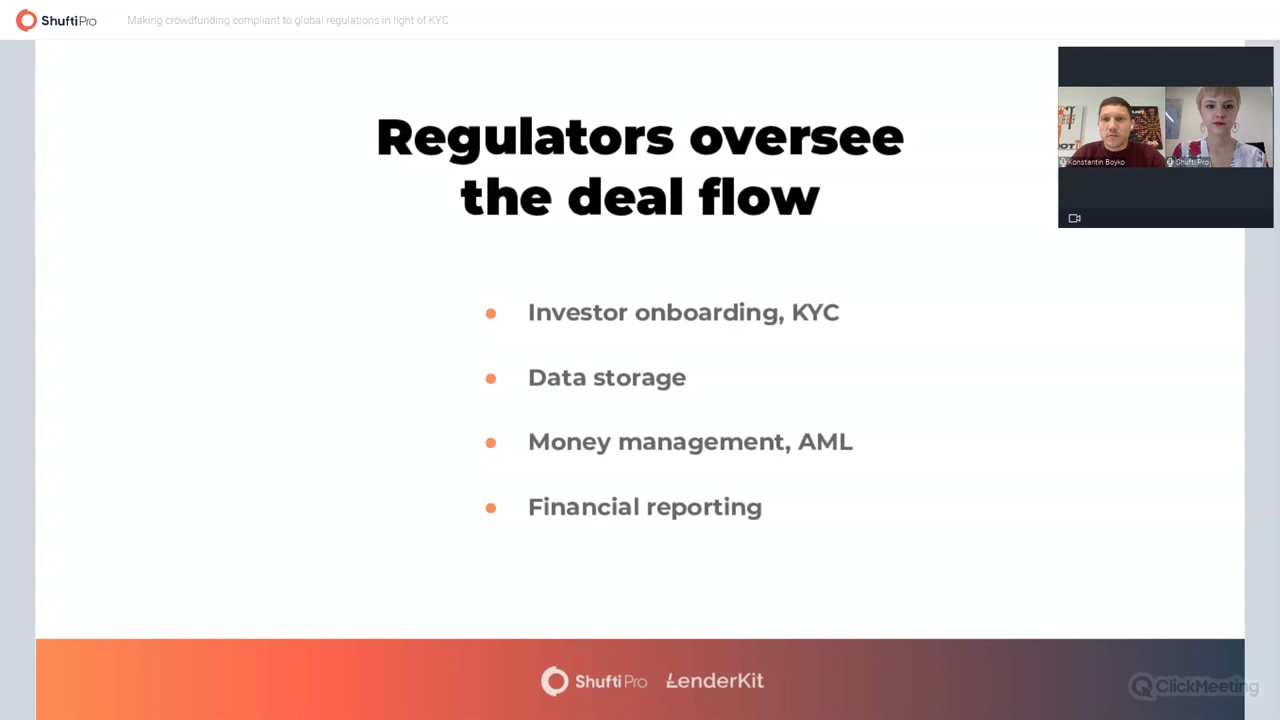 ShuftiPro
Making crowdfunding compliant to global regulations in light of KYC
Regulators oversee
the deal flow
Konstantin Boyko
Shufti Pro
Investor onboarding, KYC
Data storage
Money management, AML
Financial reporting
ShuftiPro
LenderKit
ClickMeeting